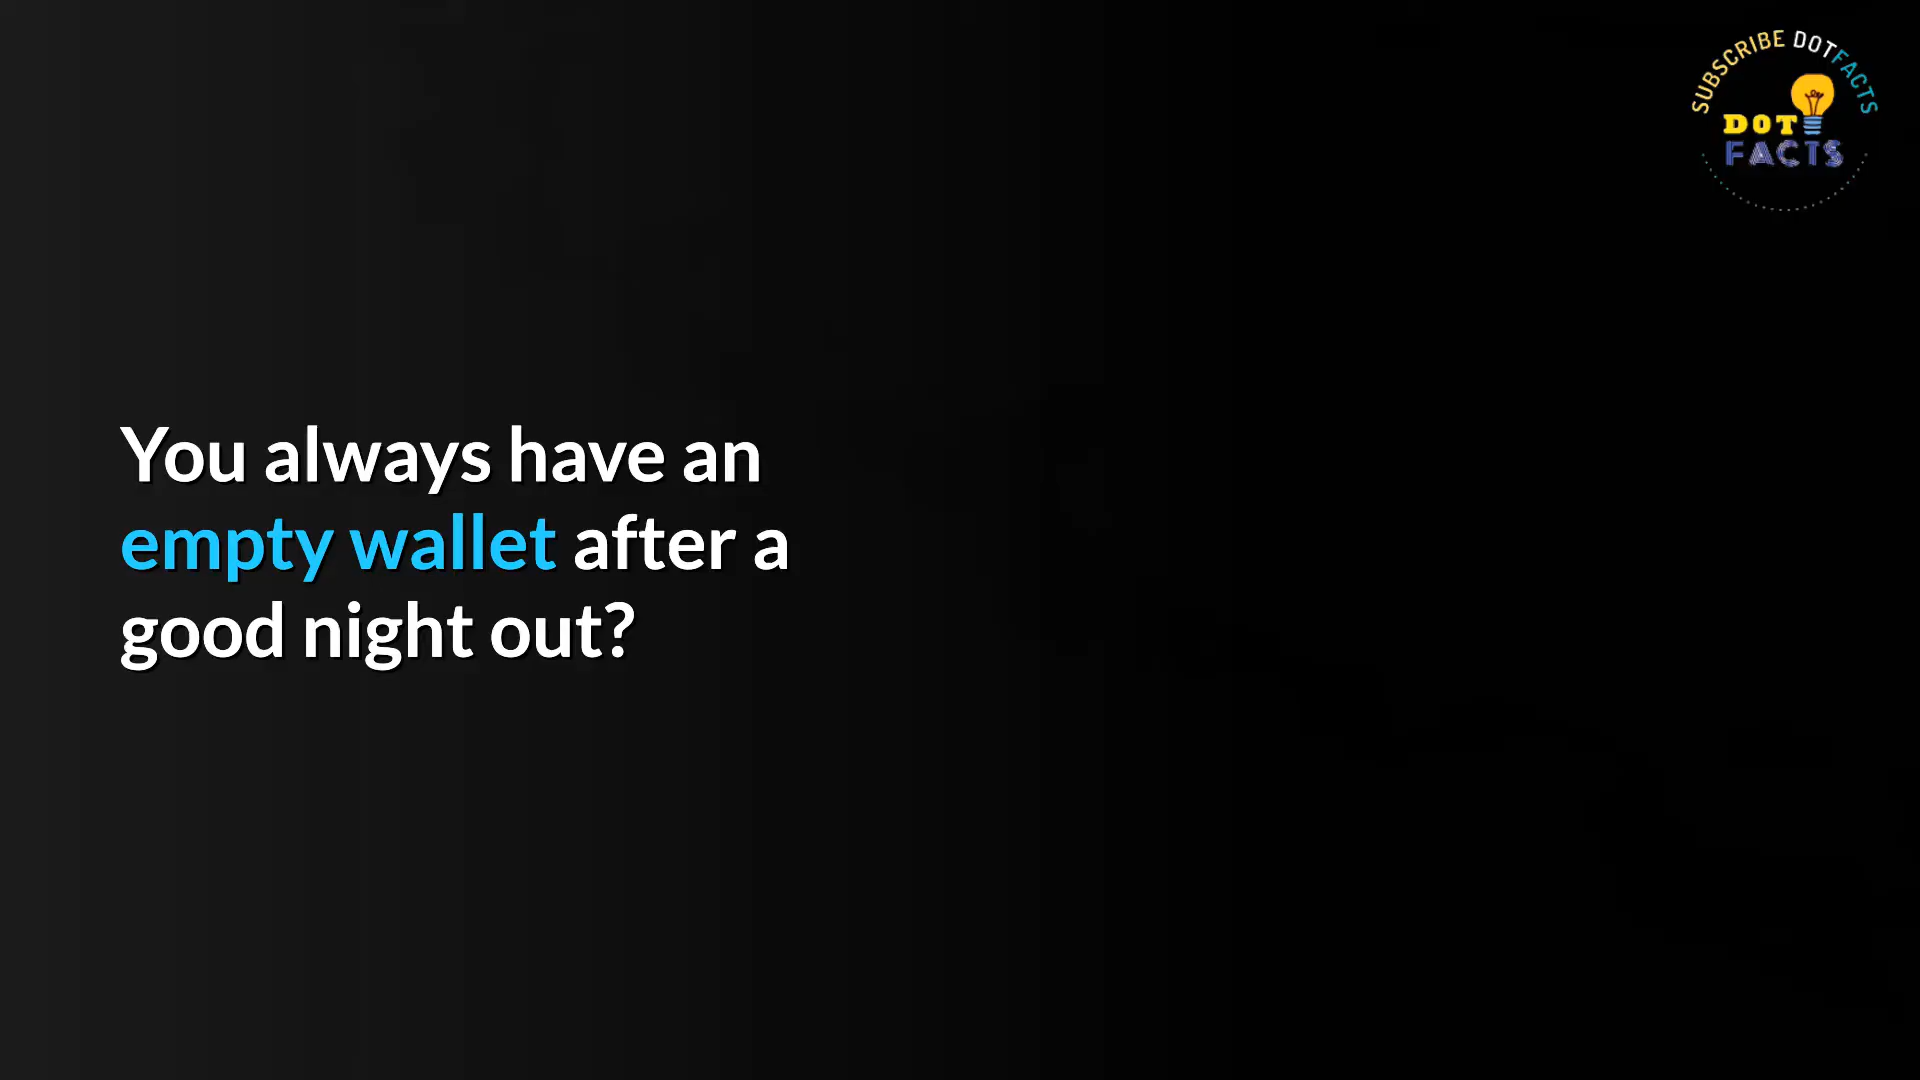 SUBSCRIBE DOTFACTS
DOT
FACTS
You always have an
empty wallet after a
good night out?